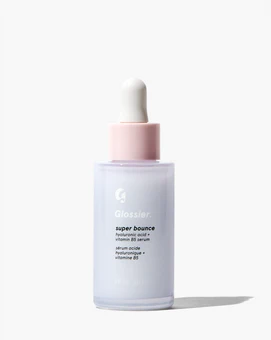 G
Glossier.
super bounce
hyaluronic acid +
vitamin B5 serum
sérum acide
hyaluronique +
vitamine B5